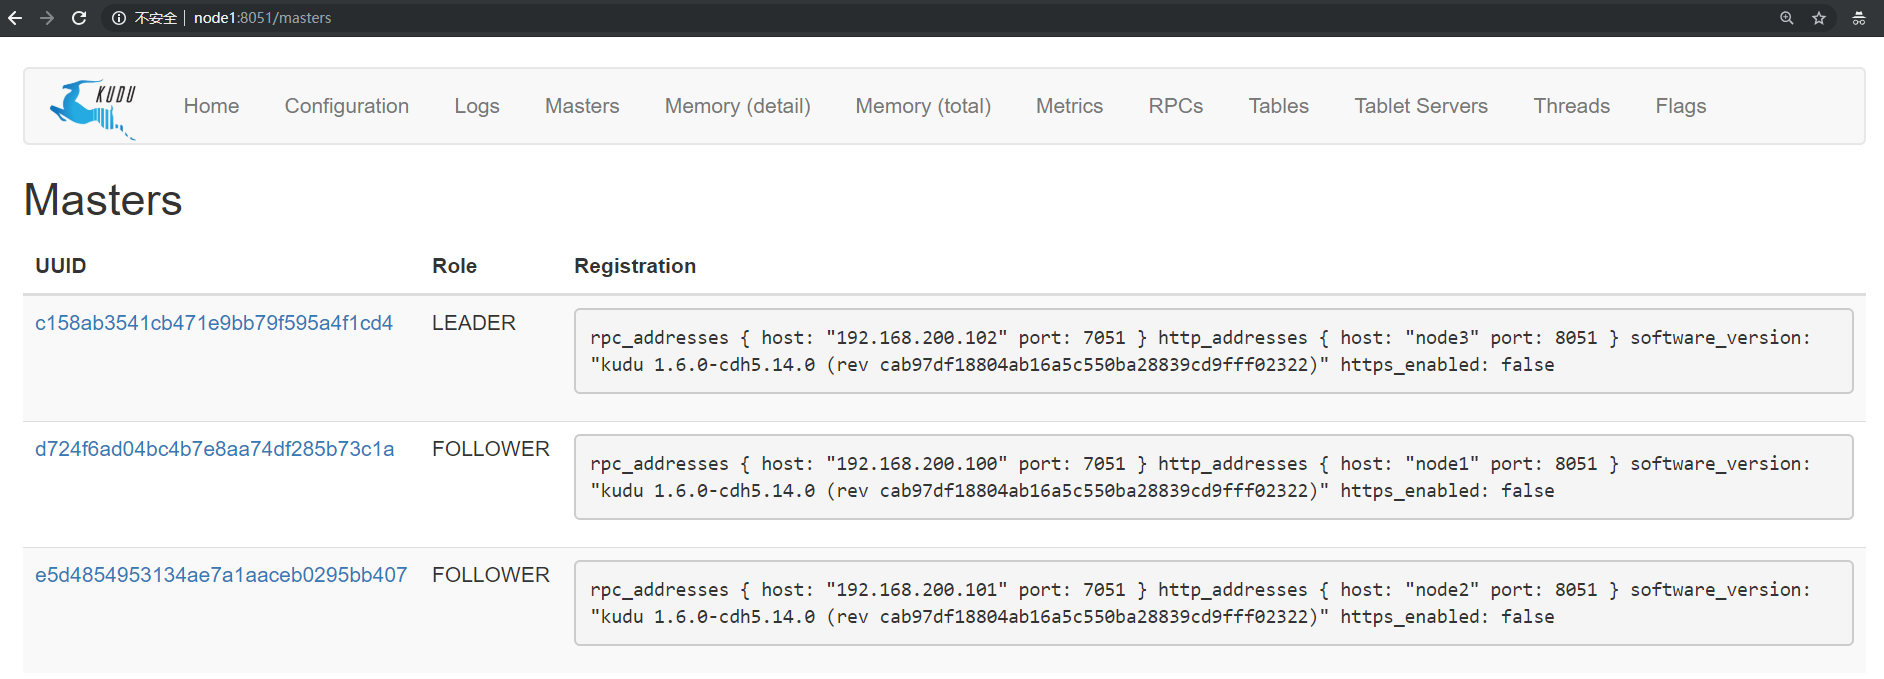 不安全 node1:8051/masters
KUDU Home Configuration Logs Masters Memory (detail) Memory (total) Metrics RPCs Tables Tablet Servers Threads Flags
Masters
UUID Role Registration
c158ab3541cb471e9bb79f595a4f1cd4 LEADER
rpc_addresses { host: "192.168.200.102" port: 7051 } http_addresses { host: "node3" port: 8051 } software_version:
"kudu 1.6.0-cdh5.14.0 (rev cab97df18804ab16a5c550ba28839cd9fff02322)" https_enabled: false
d724f6ad04bc4b7e8aa74df285b73c1a FOLLOWER
rpc_addresses { host: "192.168.200.100" port: 7051 } http_addresses { host: "node1" port: 8051 } software_version:
"kudu 1.6.0-cdh5.14.0 (rev cab97df18804ab16a5c550ba28839cd9fff02322)" https_enabled: false
e5d4854953134ae7a1aaceb0295bb407 FOLLOWER
rpc_addresses { host: "192.168.200.101" port: 7051 } http_addresses { host: "node2" port: 8051 } software_version:
"kudu 1.6.0-cdh5.14.0 (rev cab97df18804ab16a5c550ba28839cd9fff02322)" https_enabled: false